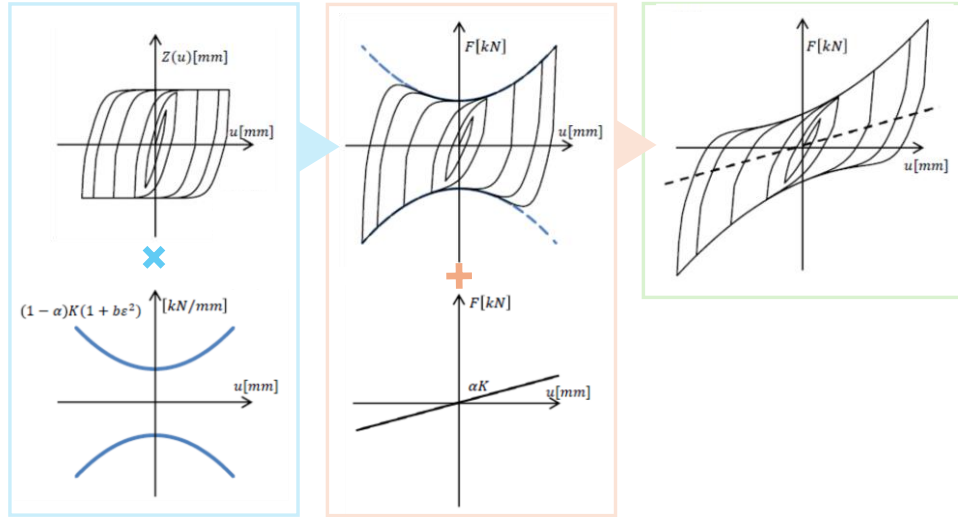 Z(u)[mm]
u[mm]
F[kN]
u[mm]
F[kN]
u[mm]
×
+
(1 − α)K(1 + bε²)
[kN/mm]
u[mm]
F[kN]
αK
u[mm]